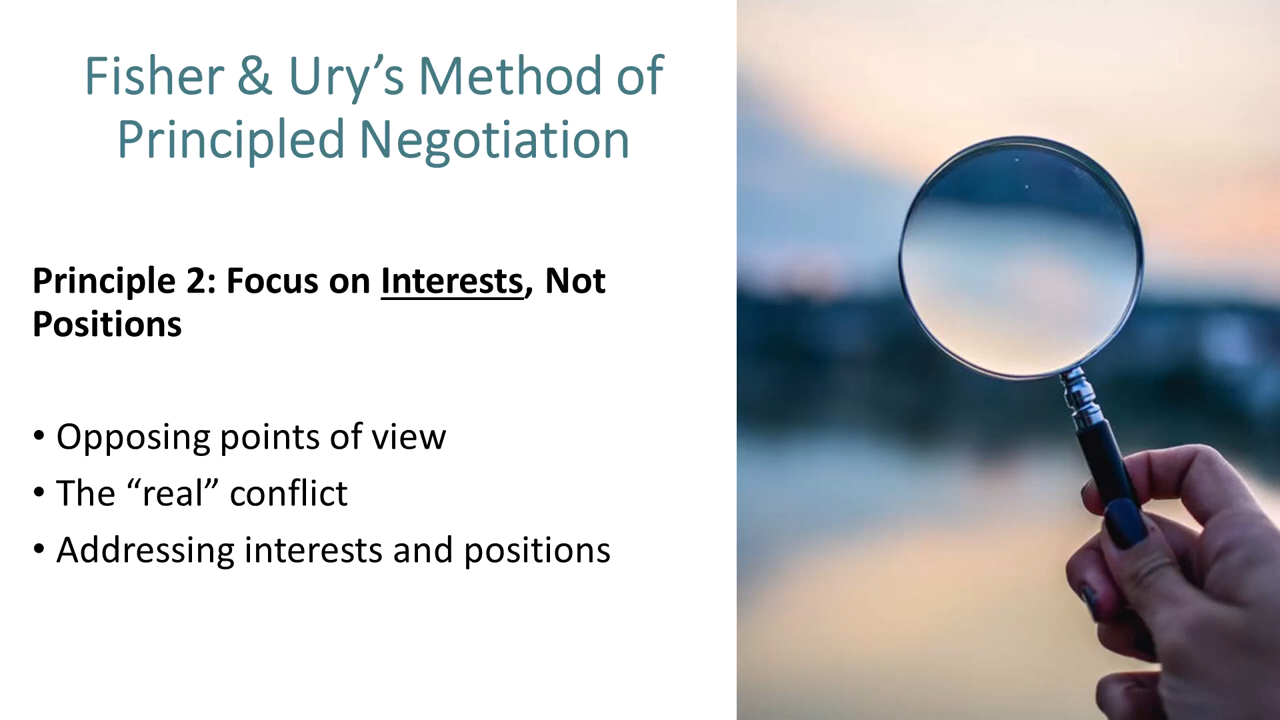 Fisher & Ury’s Method of
Principled Negotiation
Principle 2: Focus on Interests, Not
Positions
• Opposing points of view
• The “real” conflict
• Addressing interests and positions